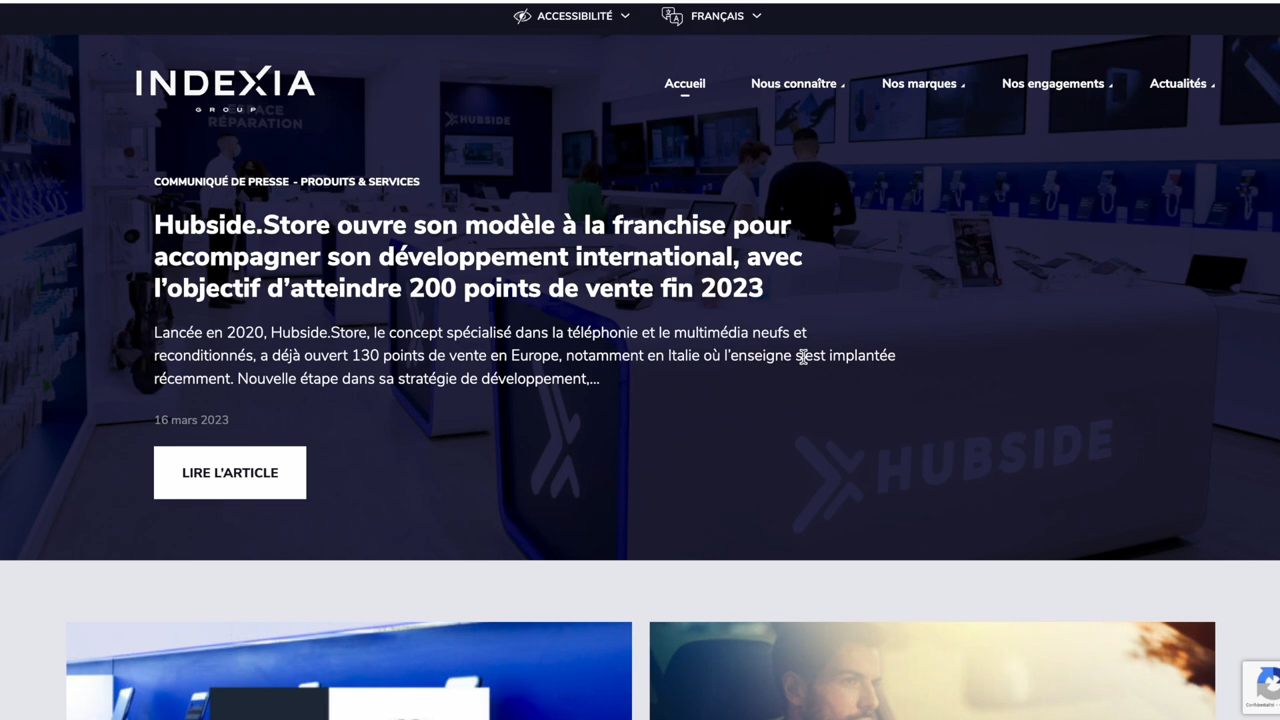 ACCESSIBILITÉ
FRANÇAIS
INDEXIA
GROUP
ESPACE
RÉPARATION
HUBSIDE
Accueil
Nous connaître
Nos marques
Nos engagements
Actualités
COMMUNIQUÉ DE PRESSE - PRODUITS & SERVICES
Hubside.Store ouvre son modèle à la franchise pour
accompagner son développement international, avec
l'objectif d'atteindre 200 points de vente fin 2023
Lancée en 2020, Hubside.Store, le concept spécialisé dans la téléphonie et le multimédia neufs et
reconditionnés, a déjà ouvert 130 points de vente en Europe, notamment en Italie où l'enseigne s'est implantée
récemment. Nouvelle étape dans sa stratégie de développement,...
16 mars 2023
LIRE L'ARTICLE
HUBSIDE